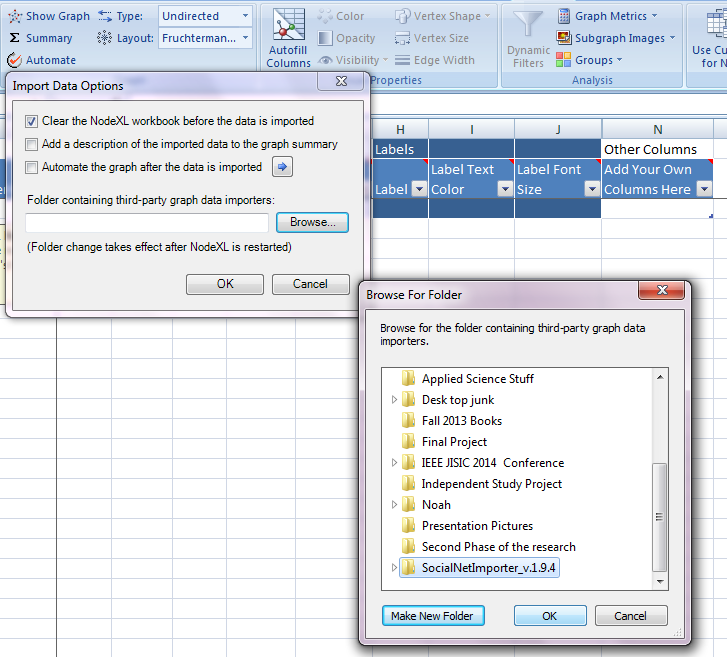 Show Graph Type: Undirected Color Vertex Shape Graph Metrics
Σ Summary Layout: Fruchterman... Opacity Vertex Size Subgraph Images
Automate Autofill Columns Visibility Edge Width Dynamic Filters Groups Use Cu
for N
Properties Analysis
Import Data Options
Clear the NodeXL workbook before the data is imported
Add a description of the imported data to the graph summary
Automate the graph after the data is imported
Folder containing third-party graph data importers:
Browse...
(Folder change takes effect after NodeXL is restarted)
OK Cancel
H I J N
Labels Other Columns
Label Text Label Font Add Your Own
Label Color Size Columns Here
Browse For Folder
Browse for the folder containing third-party graph data
importers.
Applied Science Stuff
Desk top junk
Fall 2013 Books
Final Project
IEEE JISIC 2014 Conference
Independent Study Project
Noah
Presentation Pictures
Second Phase of the research
SocialNetImporter_v.1.9.4
Make New Folder OK Cancel